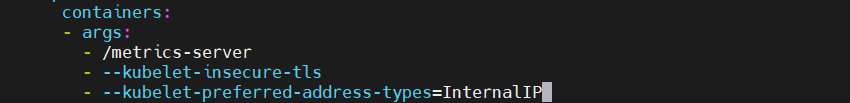 containers:
- args:
- /metrics-server
- --kubelet-insecure-tls
- --kubelet-preferred-address-types=InternalIP